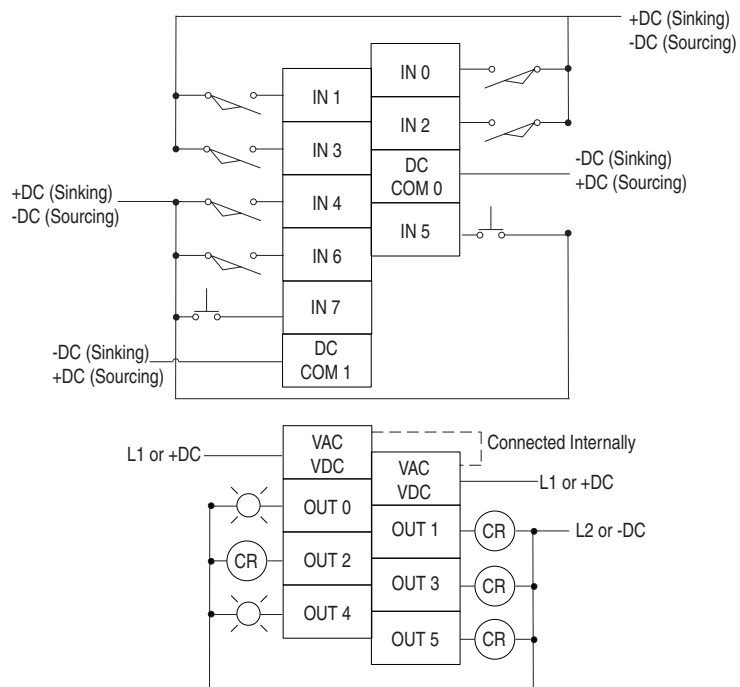 +DC (Sinking)
-DC (Sourcing)
IN 0
IN 1
IN 2
IN 3
DC
COM 0
-DC (Sinking)
+DC (Sourcing)
+DC (Sinking)
-DC (Sourcing)
IN 4
IN 5
IN 6
IN 7
-DC (Sinking)
+DC (Sourcing)
DC
COM 1
L1 or +DC
VAC
VDC
Connected Internally
VAC
VDC
L1 or +DC
OUT 0
OUT 1
CR
L2 or -DC
CR
OUT 2
OUT 3
CR
OUT 4
OUT 5
CR